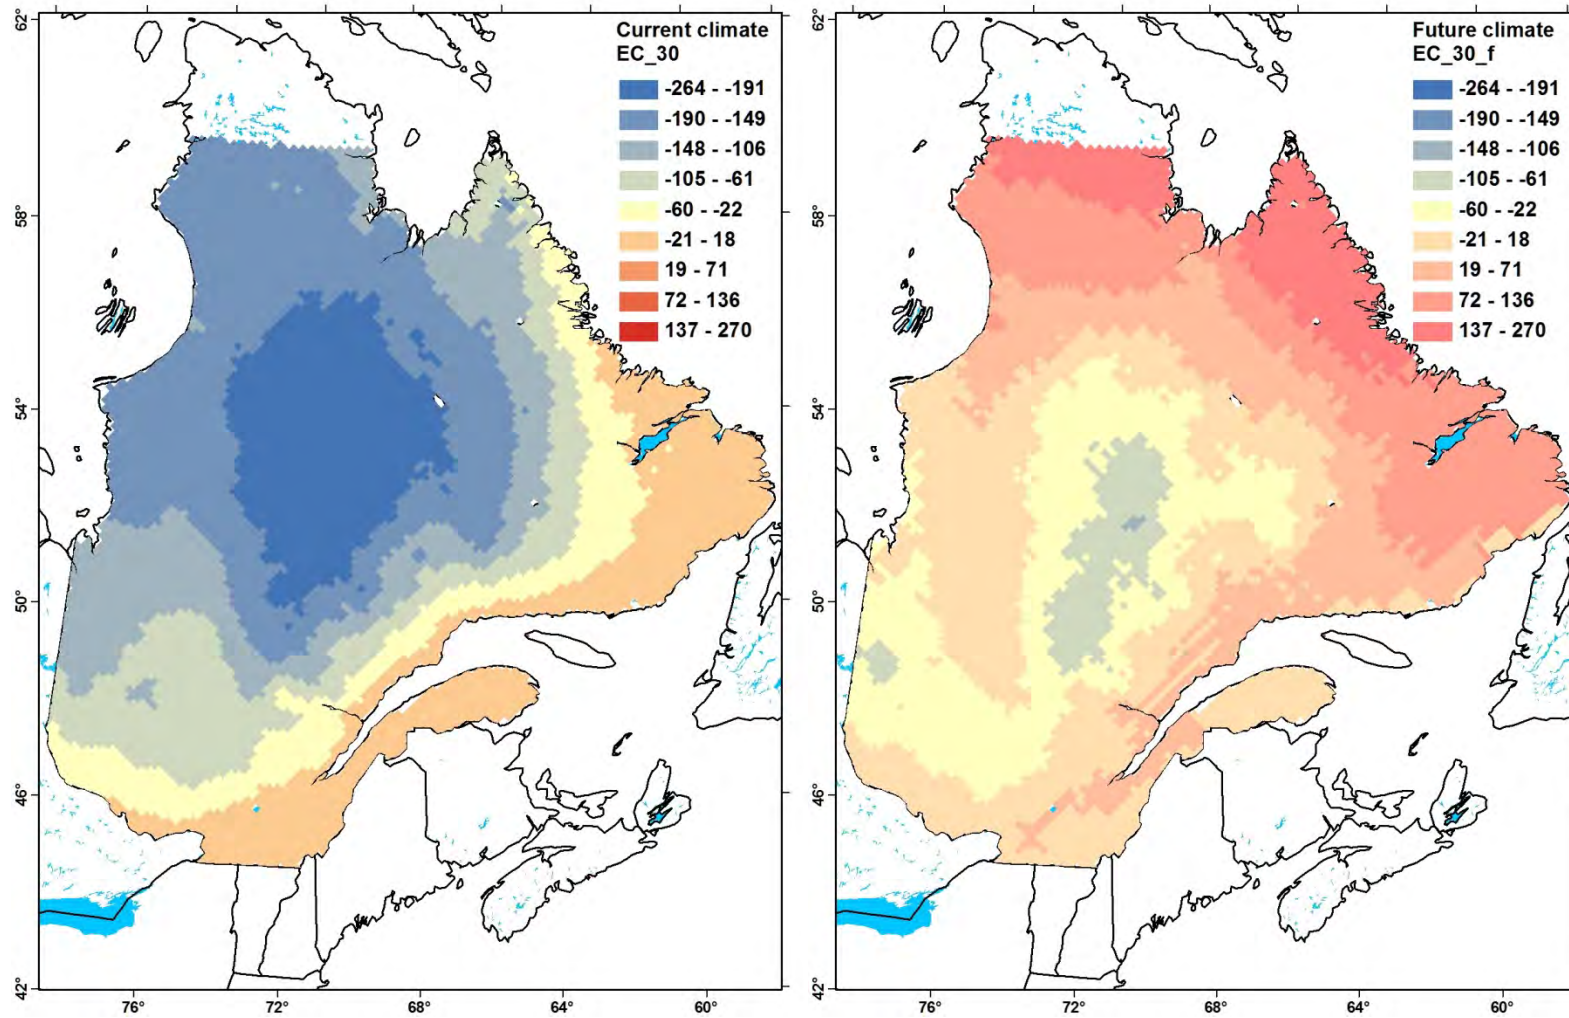 Current climate
EC_30
-264 - -191
-190 - -149
-148 - -106
-105 - -61
-60 - -22
-21 - 18
19 - 71
72 - 136
137 - 270
62°
58°
54°
50°
46°
42°
76°
72°
68°
64°
60°
Future climate
EC_30_f
-264 - -191
-190 - -149
-148 - -106
-105 - -61
-60 - -22
-21 - 18
19 - 71
72 - 136
137 - 270
62°
58°
54°
50°
46°
42°
76°
72°
68°
64°
60°